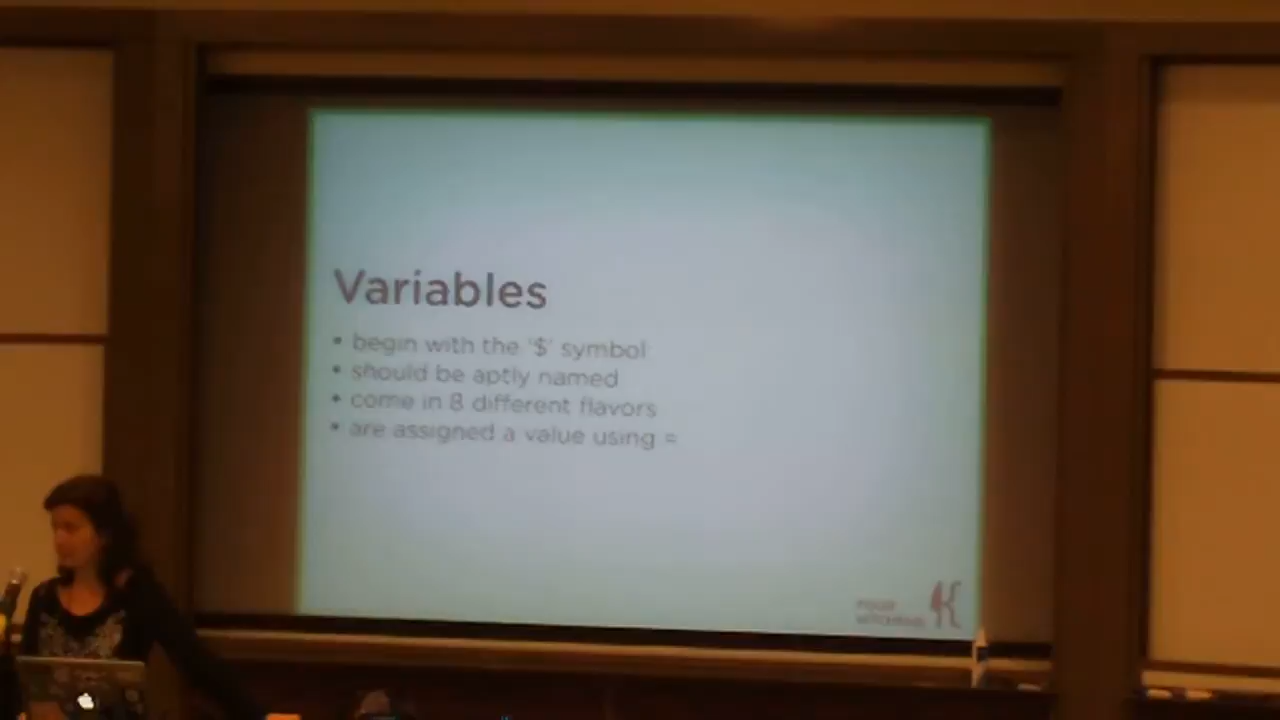 Variables
• begin with the '$' symbol
• should be aptly named
• come in 8 different flavors
• are assigned a value using =